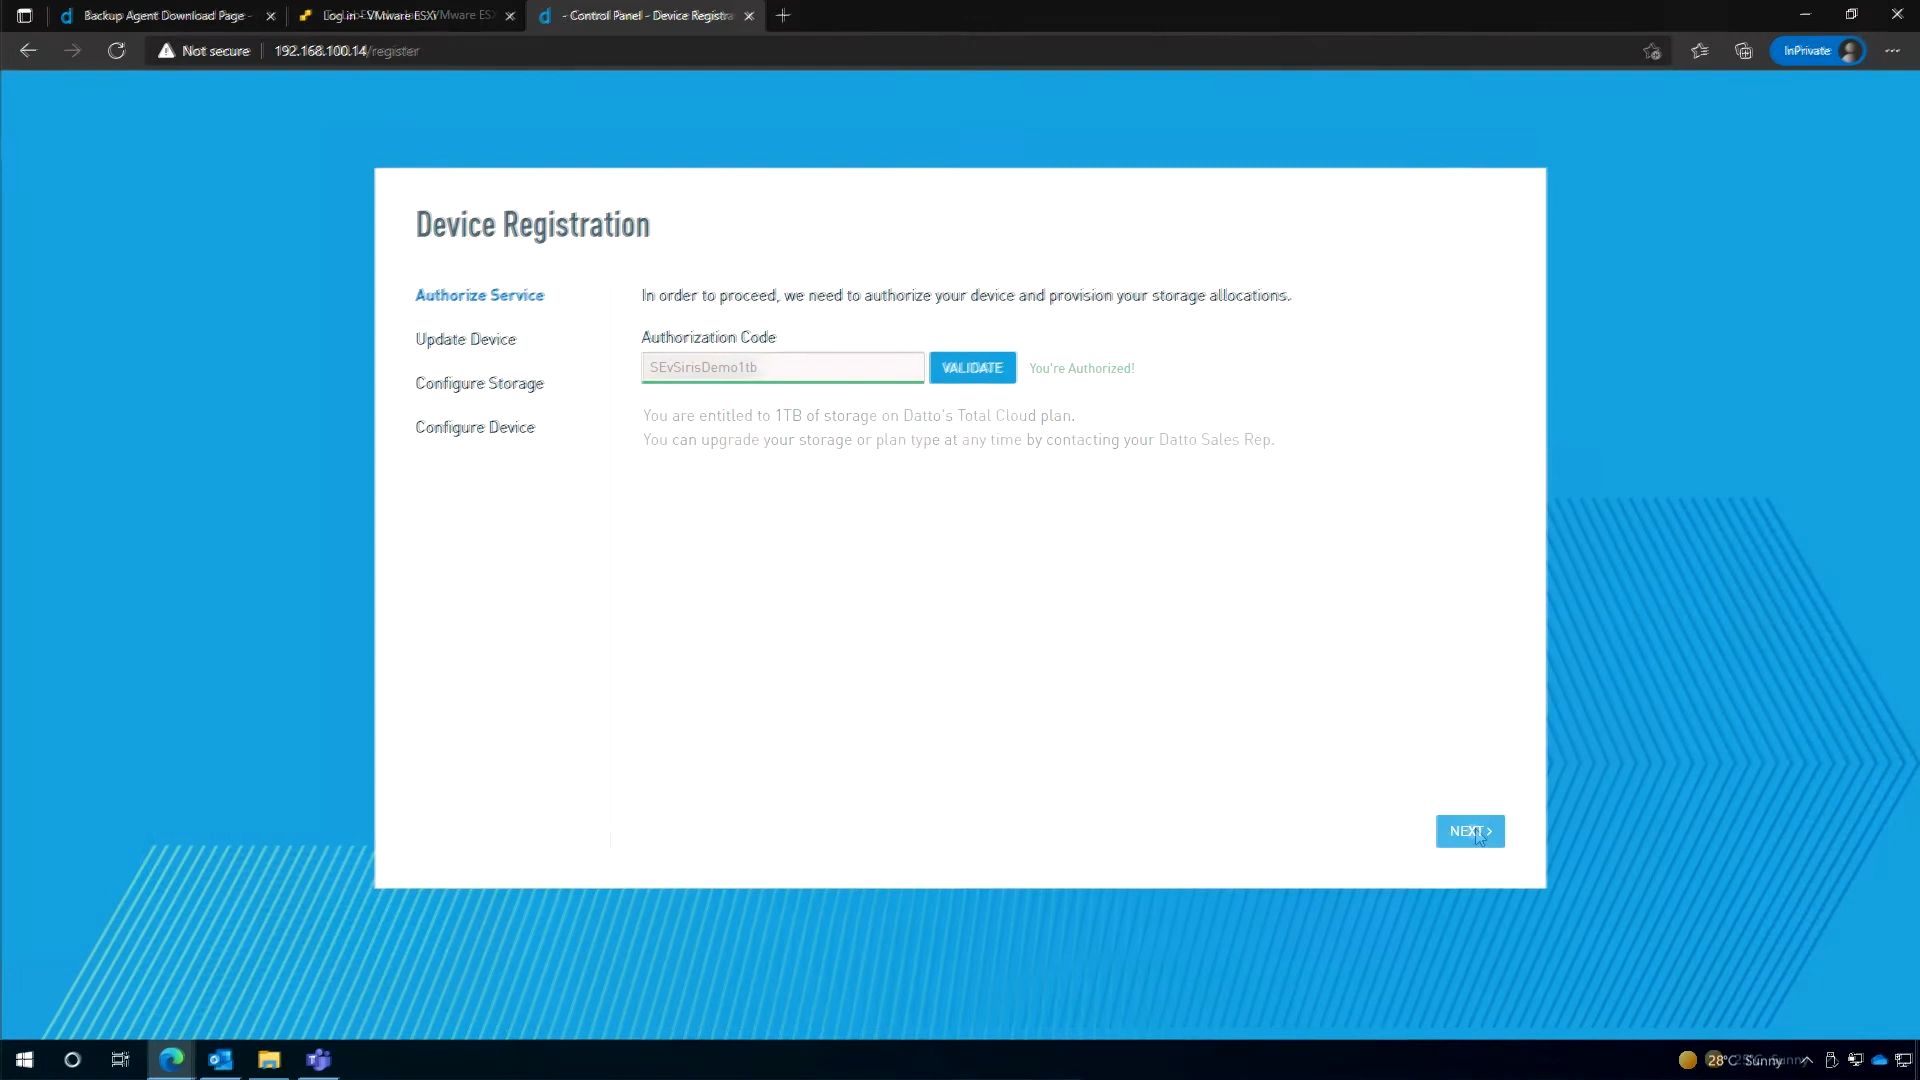 Backup Agent Download Page -
Log in - VMware ESXi
- Control Panel - Device Registra
Not secure
192.168.100.14/register
InPrivate
Device Registration
Authorize Service
Update Device
Configure Storage
Configure Device
In order to proceed, we need to authorize your device and provision your storage allocations.
Authorization Code
SEvSirisDemo1tb
VALIDATE
You're Authorized!
You are entitled to 1TB of storage on Datto's Total Cloud plan.
You can upgrade your storage or plan type at any time by contacting your Datto Sales Rep.
NEXT >
28°C Sunny